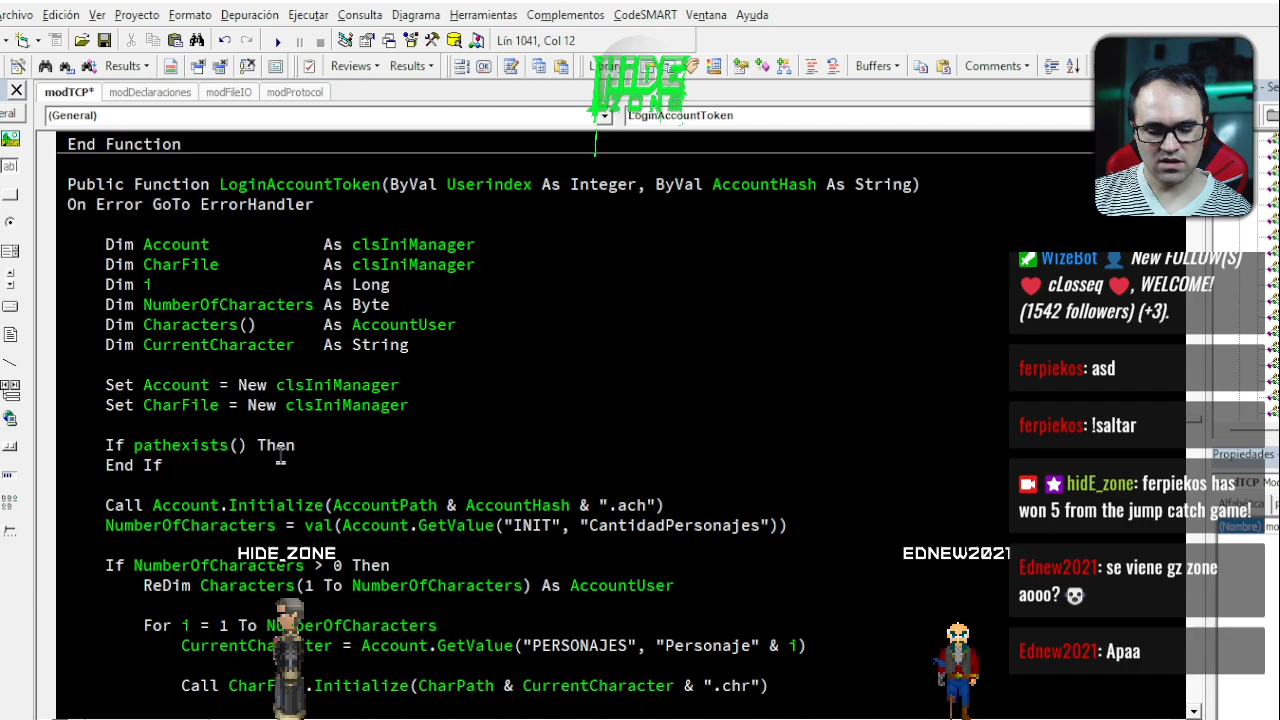 rchivo Edición Ver Proyecto Formato Depuración Ejecutar Consulta Diagrama Herramientas Complementos CodeSMART Ventana Ayuda
Lín 1041, Col 12
Results Reviews Results Buffers Comments
modTCP* modDeclaraciones modFileIO modProtocol
eral
(General) LoginAccountToken
HIDE
ZONE
End Function
Public Function LoginAccountToken(ByVal Userindex As Integer, ByVal AccountHash As String)
On Error GoTo ErrorHandler
Dim Account As clsIniManager
Dim CharFile As clsIniManager
Dim i As Long
Dim NumberOfCharacters As Byte
Dim Characters() As AccountUser
Dim CurrentCharacter As String
Set Account = New clsIniManager
Set CharFile = New clsIniManager
If pathexists() Then
End If
Call Account.Initialize(AccountPath & AccountHash & ".ach")
NumberOfCharacters = val(Account.GetValue("INIT", "CantidadPersonajes"))
If NumberOfCharacters > 0 Then
ReDim Characters(1 To NumberOfCharacters) As AccountUser
For i = 1 To NumberOfCharacters
CurrentCharacter = Account.GetValue("PERSONAJES", "Personaje" & i)
Call CharFile.Initialize(CharPath & CurrentCharacter & ".chr")
HIDE_ZONE
EDNEW2021
WizeBot New FOLLOW(S)
cLosseq , WELCOME!
(1542 followers) (+3).
ferpiekos: asd
ferpiekos: !saltar
hidE_zone: ferpiekos has
won 5 from the jump catch game!
Ednew2021: se viene gz zone
aooo?
Ednew2021: Apaa
Propiedades -
(Nombre) mo